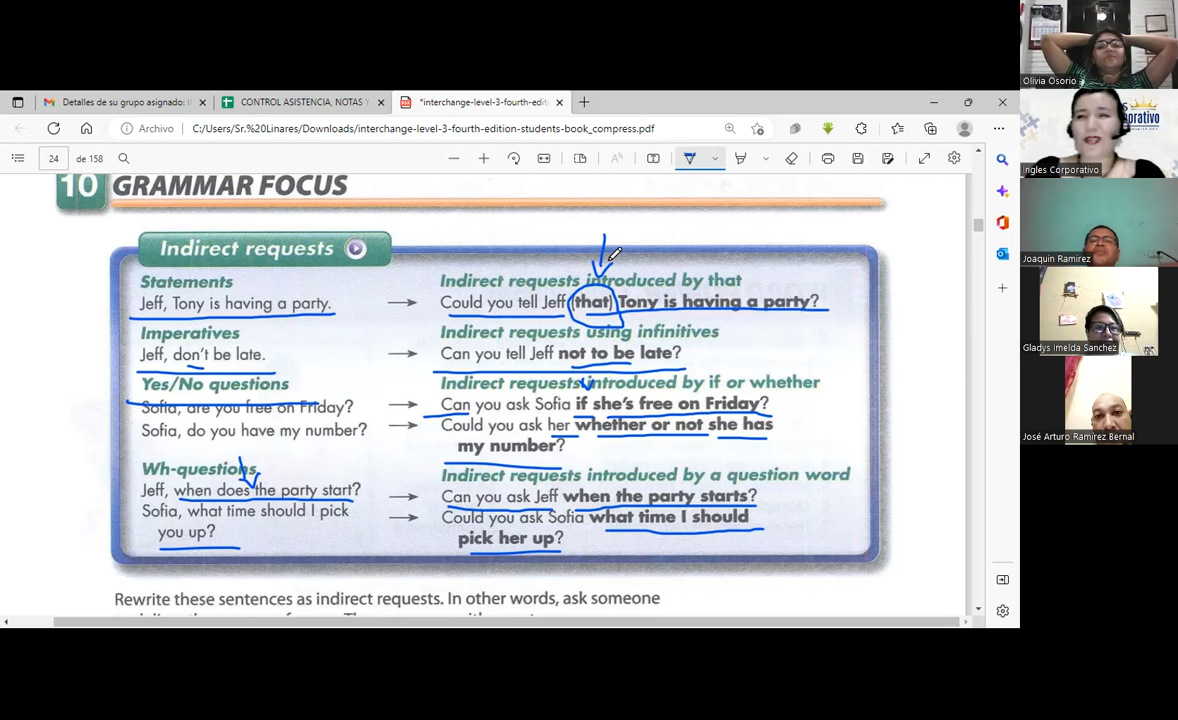 Detalles de su grupo asignado: I
CONTROL ASISTENCIA, NOTAS Y
*interchange-level-3-fourth-edit
Archivo
C:/Users/Sr.%20Linares/Downloads/interchange-level-3-fourth-edition-students-book_compress.pdf
24
de 158
10 GRAMMAR FOCUS
Indirect requests
Statements
Jeff, Tony is having a party.
Indirect requests introduced by that
Could you tell Jeff (that) Tony is having a party?
Imperatives
Jeff, don't be late.
Indirect requests using infinitives
Can you tell Jeff not to be late?
Yes/No questions
Sofia, are you free on Friday?
Sofia, do you have my number?
Indirect requests introduced by if or whether
Can you ask Sofia if she's free on Friday?
Could you ask her whether or not she has
my number?
Wh-questions
Jeff, when does the party start?
Sofia, what time should I pick
you up?
Indirect requests introduced by a question word
Can you ask Jeff when the party starts?
Could you ask Sofia what time I should
pick her up?
Rewrite these sentences as indirect requests. In other words, ask someone
Olivia Osorio
orativo
Ingles Corporativo
Joaquin Ramirez
Gladys Imelda Sanchez
José Arturo Ramirez Bernal